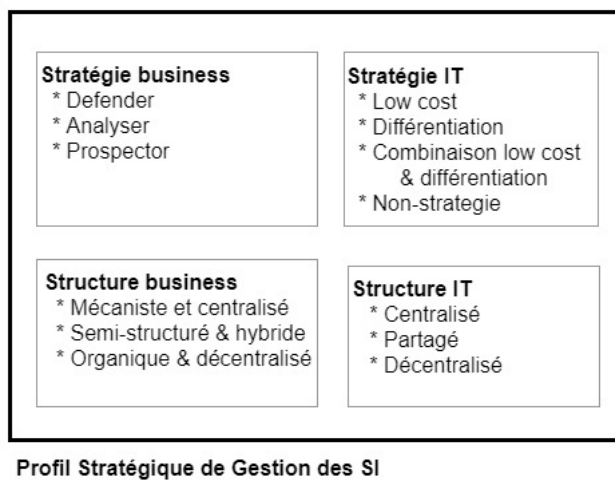 Stratégie business
* Defender
* Analyser
* Prospector
Stratégie IT
* Low cost
* Différentiation
* Combinaison low cost
& différentiation
* Non-strategie
Structure business
* Mécaniste et centralisé
* Semi-structuré & hybride
* Organique & décentralisé
Structure IT
* Centralisé
* Partagé
* Décentralisé
Profil Stratégique de Gestion des SI